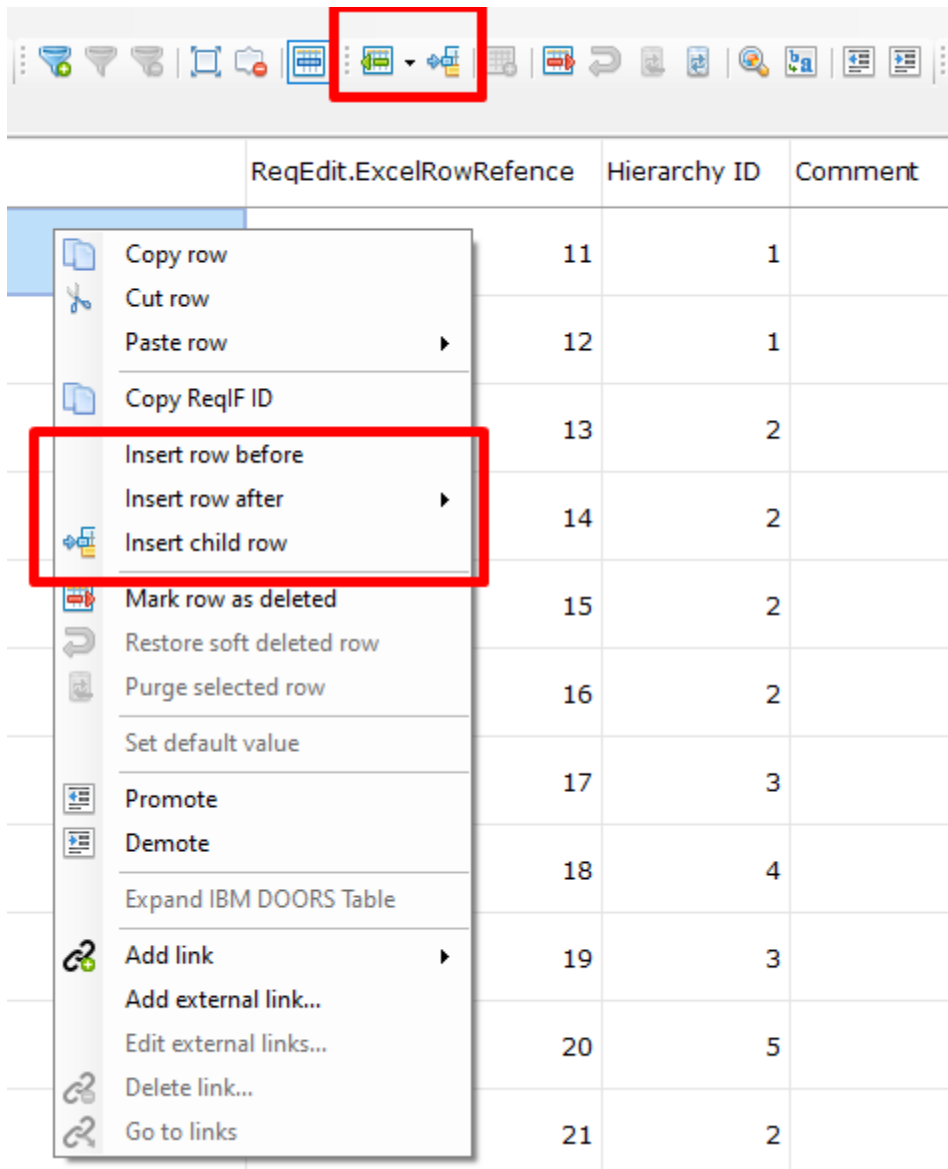 a
ReqEdit.ExcelRowRefence Hierarchy ID Comment
11 1
12 1
13 2
14 2
15 2
16 2
17 3
18 4
19 3
20 5
21 2
Copy row
Cut row
Paste row
Copy ReqIF ID
Insert row before
Insert row after
Insert child row
Mark row as deleted
Restore soft deleted row
Purge selected row
Set default value
Promote
Demote
Expand IBM DOORS Table
Add link
Add external link...
Edit external links...
Delete link...
Go to links